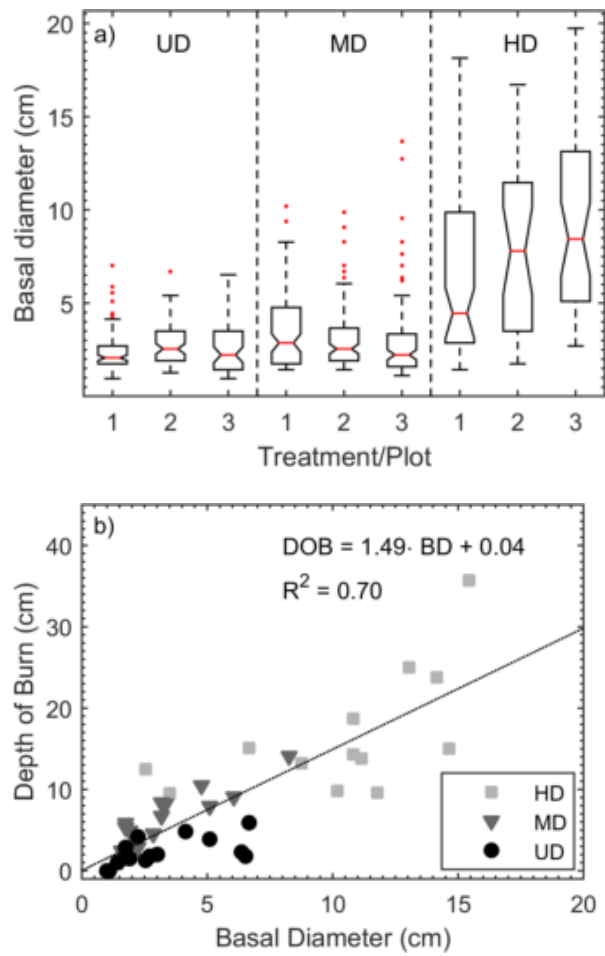 a)
UD MD HD
20
15
10
5
Basal diameter (cm)
1 2 3 1 2 3 1 2 3
Treatment/Plot
b)
DOB = 1.49· BD + 0.04
R² = 0.70
40
30
20
10
0
Depth of Burn (cm)
HD
MD
UD
0 5 10 15 20
Basal Diameter (cm)